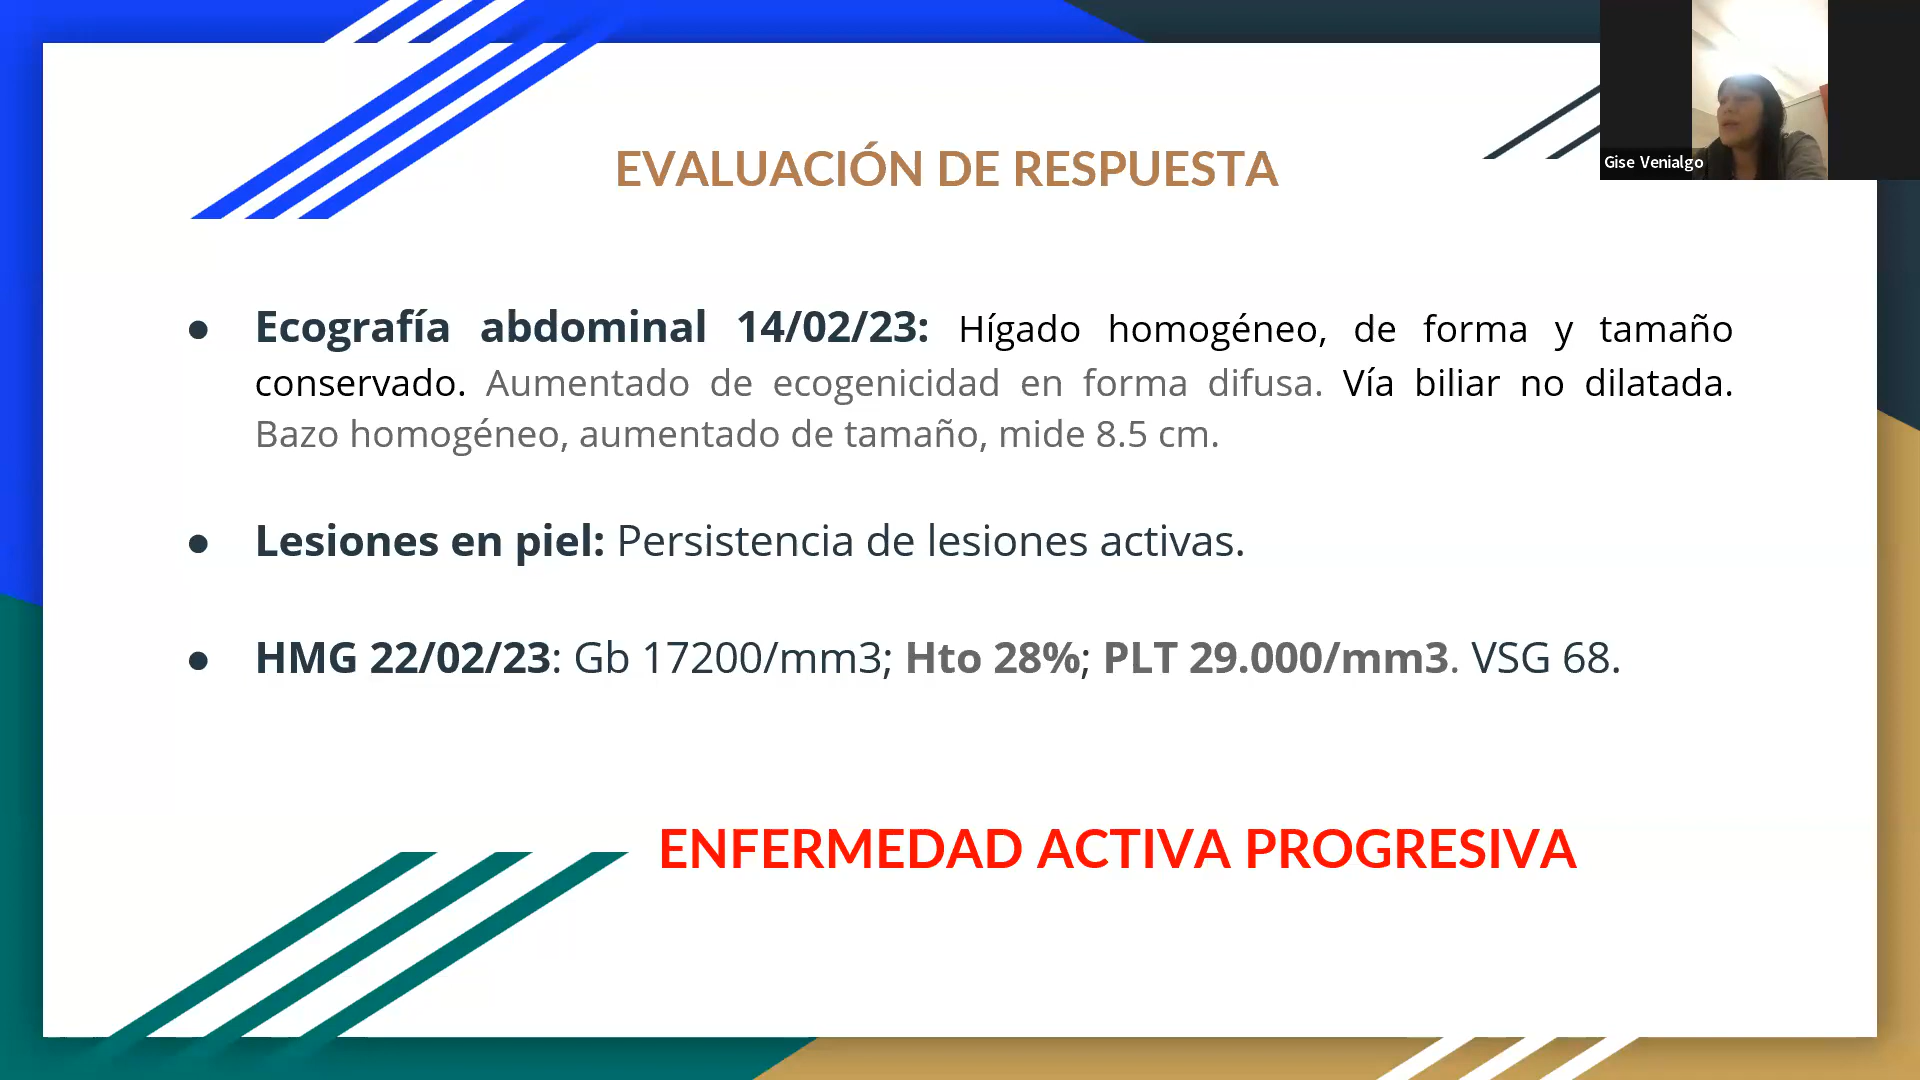 EVALUACIÓN DE RESPUESTA
Gise Venialgo
● Ecografía abdominal 14/02/23: Hígado homogéneo, de forma y tamaño
conservado. Aumentado de ecogenicidad en forma difusa. Vía biliar no dilatada.
Bazo homogéneo, aumentado de tamaño, mide 8.5 cm.
● Lesiones en piel: Persistencia de lesiones activas.
● HMG 22/02/23: Gb 17200/mm3; Hto 28%; PLT 29.000/mm3. VSG 68.
ENFERMEDAD ACTIVA PROGRESIVA